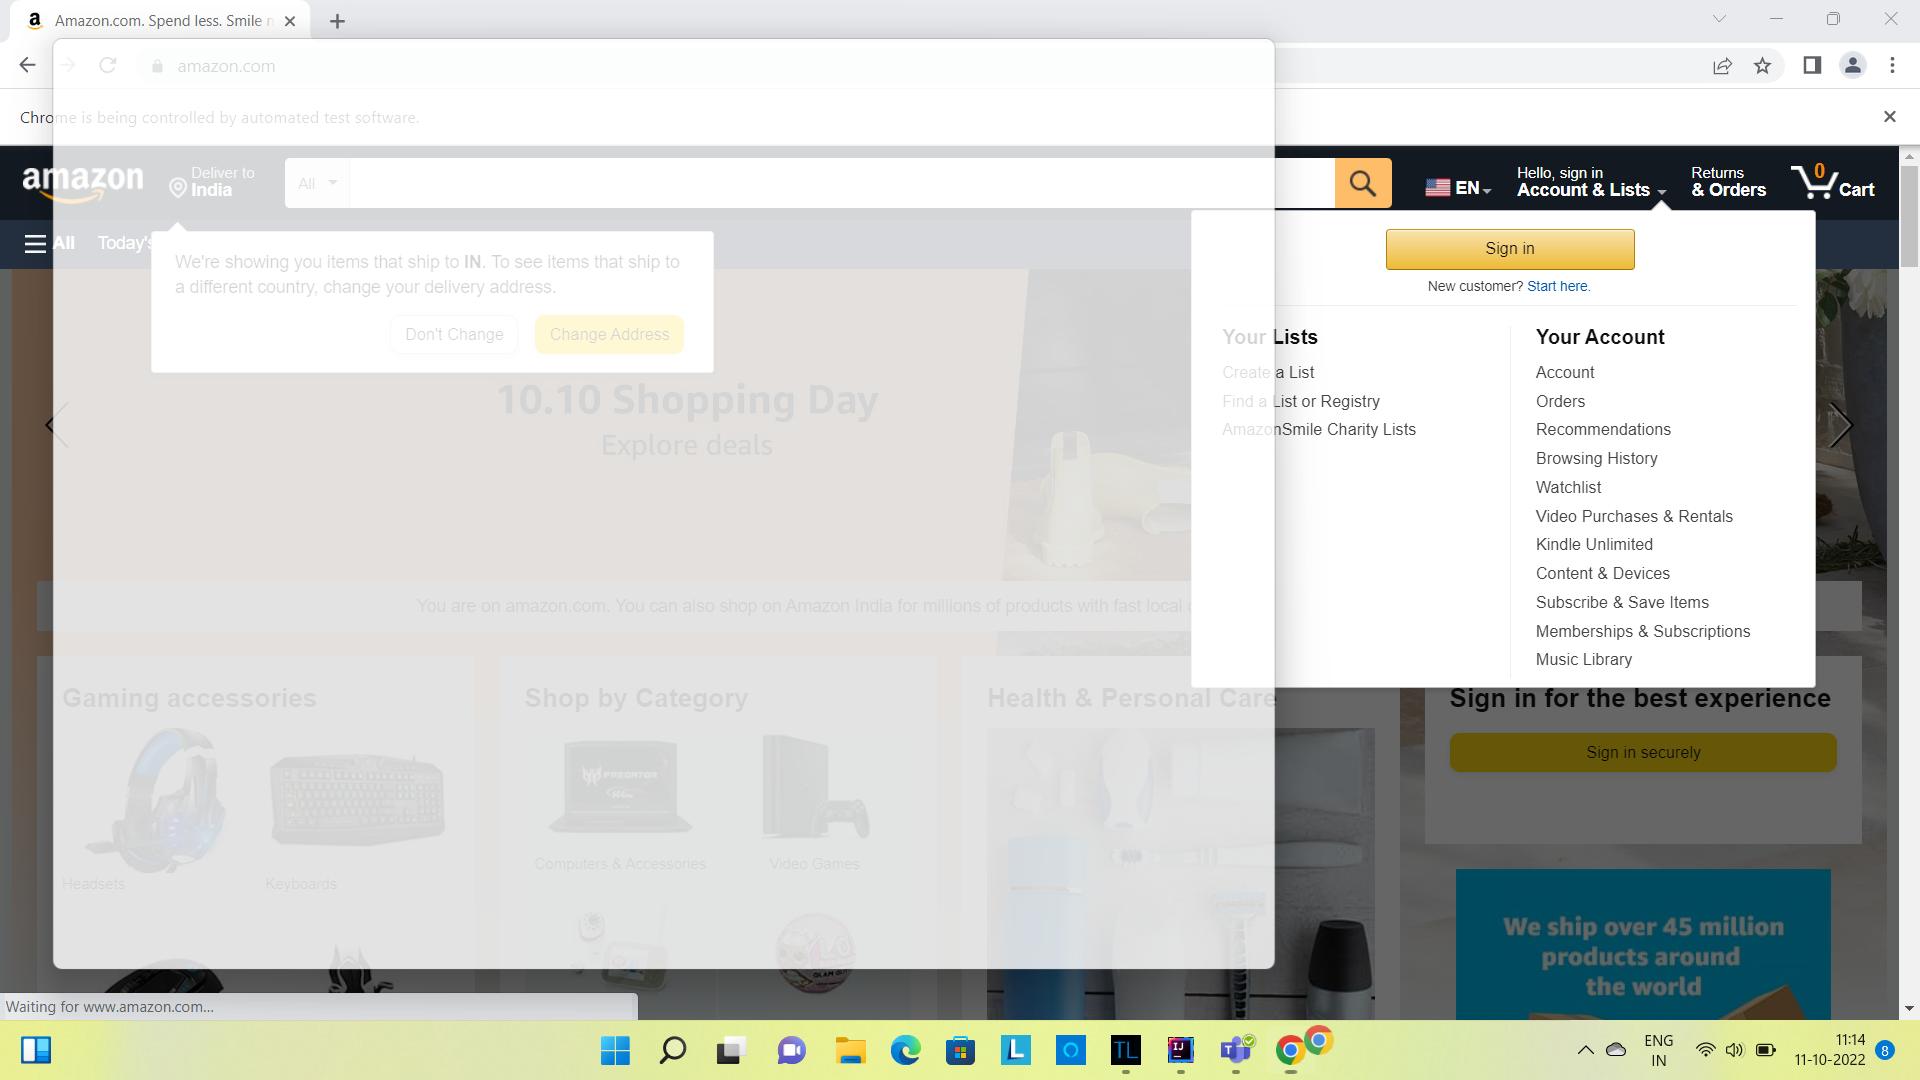 Amazon.com. Spend less. Smile
amazon.com
Chrome is being controlled by automated test software.
amazon
Deliver to
India
All
EN
Hello, sign in
Account & Lists
Returns
& Orders
0
Cart
All
Today's
We're showing you items that ship to IN. To see items that ship to
a different country, change your delivery address.
Don't Change
Change Address
Sign in
New customer? Start here.
Your Lists
Create a List
Find a List or Registry
AmazonSmile Charity Lists
Your Account
Account
Orders
Recommendations
Browsing History
Watchlist
Video Purchases & Rentals
Kindle Unlimited
Content & Devices
Subscribe & Save Items
Memberships & Subscriptions
Music Library
10.10 Shopping Day
Explore deals
You are on amazon.com. You can also shop on Amazon India for millions of products with fast local
Gaming accessories
Headsets
Keyboards
Shop by Category
PREDATOR
Computers & Accessories
Video Games
Health & Personal Care
Sign in for the best experience
Sign in securely
We ship over 45 million
products around
the world
Waiting for www.amazon.com...
L
TL
IJ
T
ENG
IN
11:14
11-10-2022
8